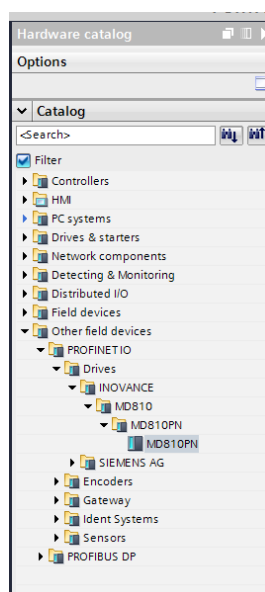 Hardware catalog
Options
Catalog
<Search>
Filter
Controllers
HMI
PC systems
Drives & starters
Network components
Detecting & Monitoring
Distributed I/O
Field devices
Other field devices
PROFINET IO
Drives
INOVANCE
MD810
MD810PN
MD810PN
SIEMENS AG
Encoders
Gateway
Ident Systems
Sensors
PROFIBUS DP